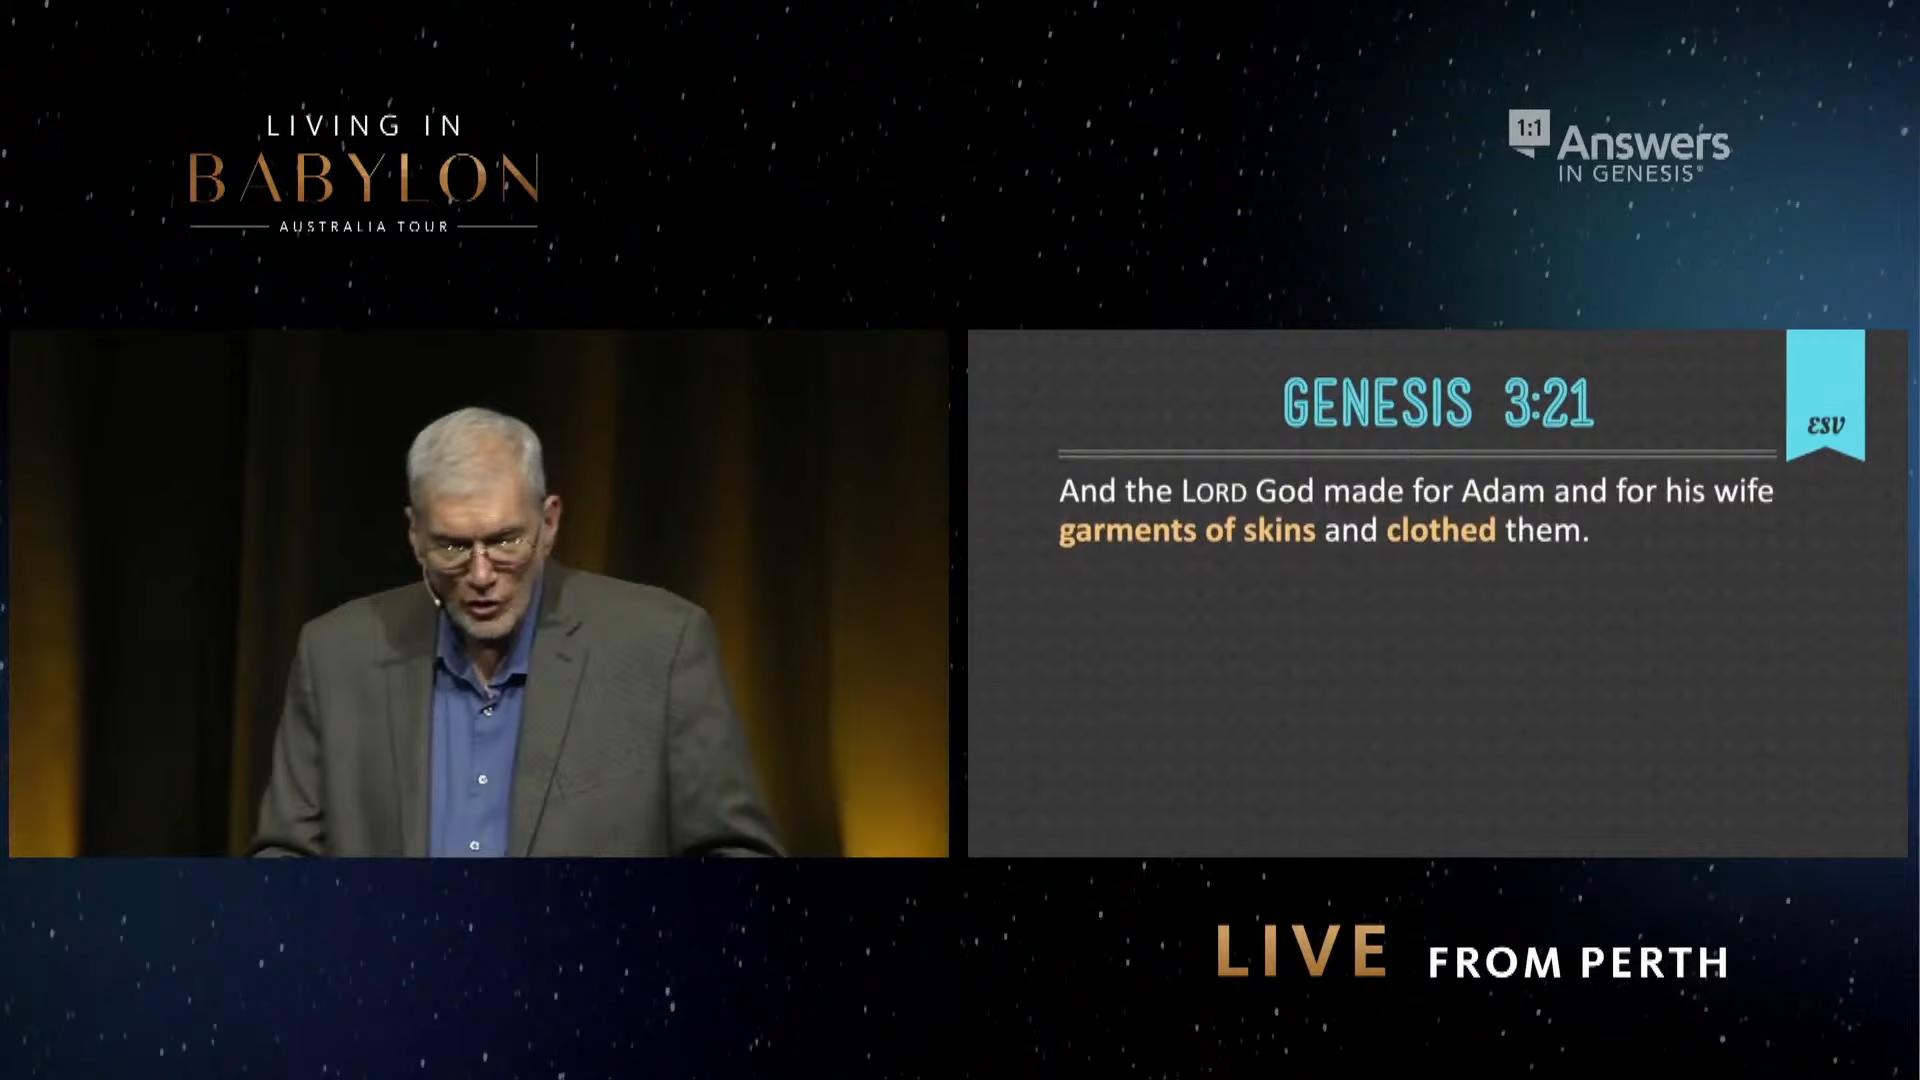 LIVING IN
BABYLON
AUSTRALIA TOUR
1:1
Answers
IN GENESIS®
GENESIS 3:21
ESV
And the LORD God made for Adam and for his wife
garments of skins and clothed them.
LIVE FROM PERTH